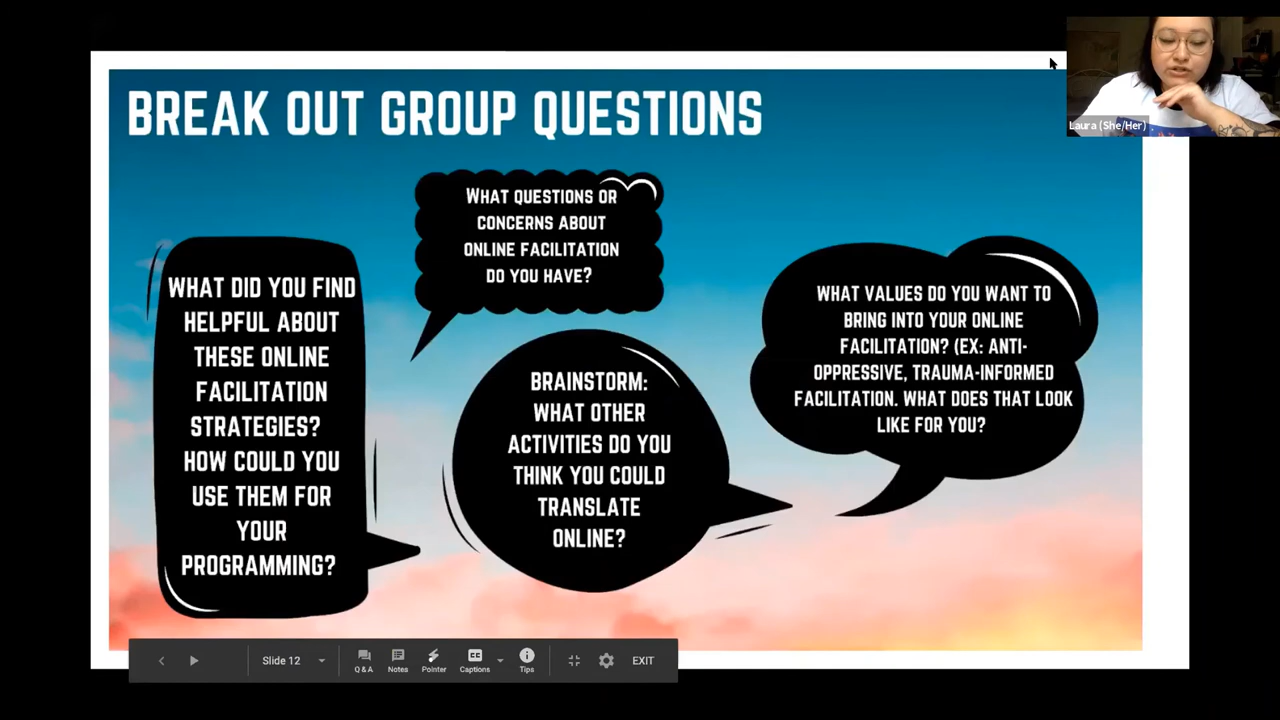 BREAK OUT GROUP QUESTIONS
Laura (She/Her)
WHAT QUESTIONS OR
CONCERNS ABOUT
ONLINE FACILITATION
DO YOU HAVE?
WHAT DID YOU FIND
HELPFUL ABOUT
THESE ONLINE
FACILITATION
STRATEGIES?
HOW COULD YOU
USE THEM FOR
YOUR
PROGRAMMING?
BRAINSTORM:
WHAT OTHER
ACTIVITIES DO YOU
THINK YOU COULD
TRANSLATE
ONLINE?
WHAT VALUES DO YOU WANT TO
BRING INTO YOUR ONLINE
FACILITATION? (EX: ANTI-
OPPRESSIVE, TRAUMA-INFORMED
FACILITATION. WHAT DOES THAT LOOK
LIKE FOR YOU?
Slide 12
Q&A
Notes
Pointer
CC
Captions
Tips
EXIT